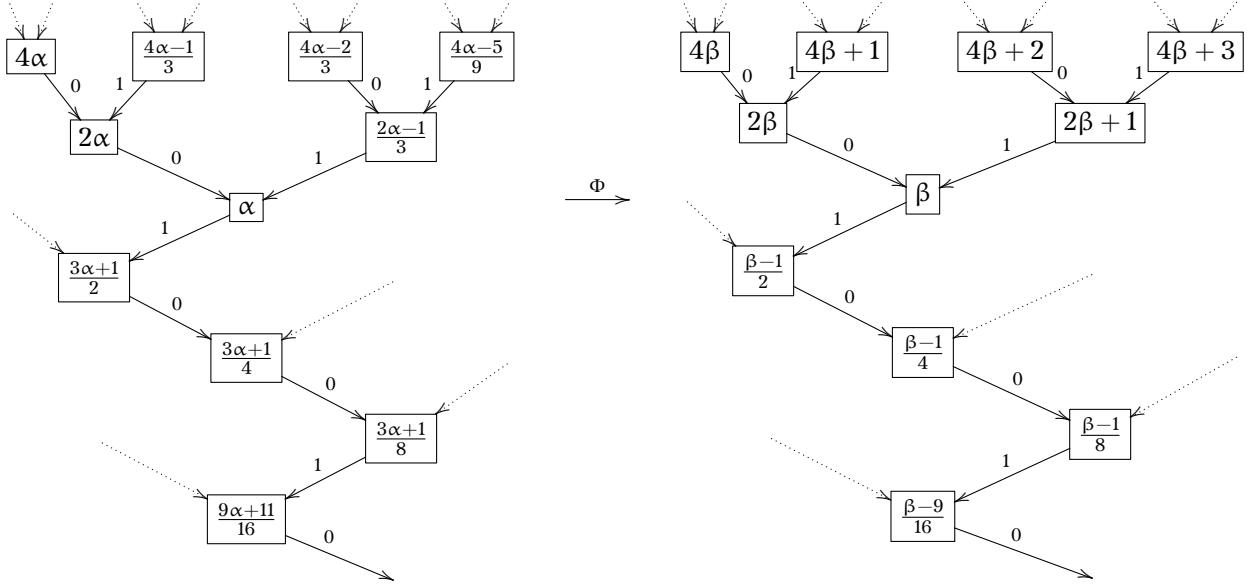 4α (4α−1)/3 (4α−2)/3 (4α−5)/9 4β 4β + 1 4β + 2 4β + 3
0 1 0 1 0 1 0 1
2α (2α−1)/3 2β 2β + 1
0 1 0 1
α Φ β
1 1
(3α+1)/2 (β−1)/2
0 0
(3α+1)/4 (β−1)/4
0 0
(3α+1)/8 (β−1)/8
1 1
(9α+11)/16 (β−9)/16
0 0